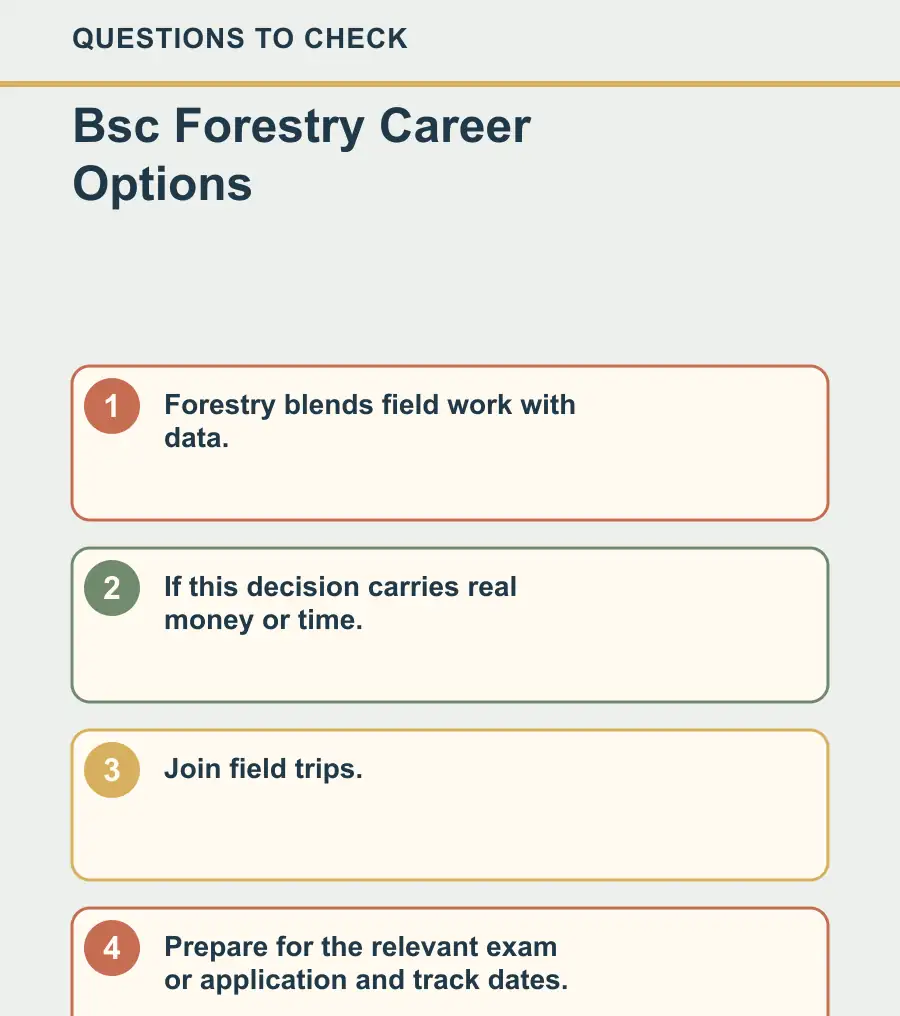 QUESTIONS TO CHECK
Bsc Forestry Career
Options
1
Forestry blends field work with
data.
2
If this decision carries real
money or time.
3
Join field trips.
4
Prepare for the relevant exam
or application and track dates.